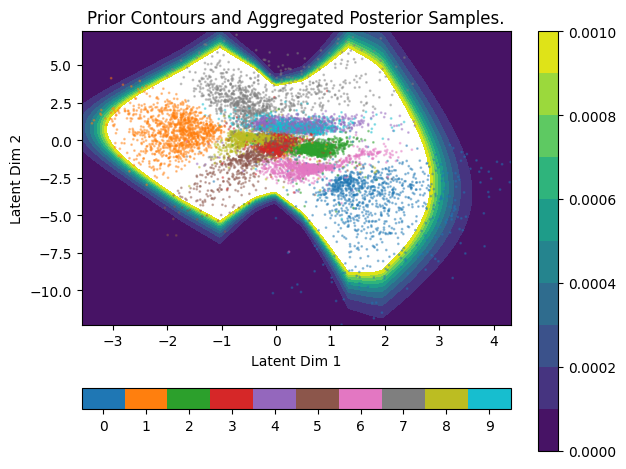 Prior Contours and Aggregated Posterior Samples.
0.0010
0.0008
0.0006
0.0004
0.0002
0.0000
Latent Dim 2
5.0
2.5
0.0
−2.5
−5.0
−7.5
−10.0
−3 −2 −1 0 1 2 3 4
Latent Dim 1
0 1 2 3 4 5 6 7 8 9